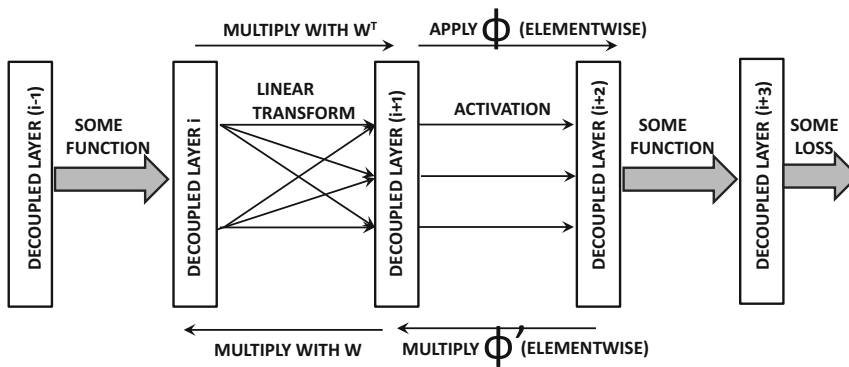 MULTIPLY WITH Wᵀ
APPLY ϕ (ELEMENTWISE)
DECOUPLED LAYER (i-1)
SOME
FUNCTION
DECOUPLED LAYER i
LINEAR
TRANSFORM
DECOUPLED LAYER (i+1)
ACTIVATION
DECOUPLED LAYER (i+2)
SOME
FUNCTION
DECOUPLED LAYER (i+3)
SOME
LOSS
MULTIPLY WITH W
MULTIPLY ϕ′ (ELEMENTWISE)